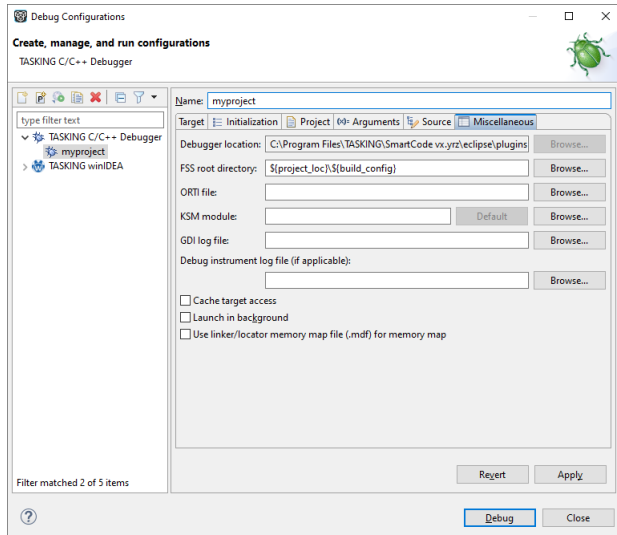 Debug Configurations
Create, manage, and run configurations
TASKING C/C++ Debugger
type filter text
TASKING C/C++ Debugger
myproject
TASKING winIDEA
Filter matched 2 of 5 items
Name: myproject
Target Initialization Project (x)= Arguments Source Miscellaneous
Debugger location: C:\Program Files\TASKING\SmartCode vx.yrz\eclipse\plugins Browse...
FSS root directory: ${project_loc}\${build_config} Browse...
ORTI file: Browse...
KSM module: Default Browse...
GDI log file: Browse...
Debug instrument log file (if applicable):
Browse...
Cache target access
Launch in background
Use linker/locator memory map file (.mdf) for memory map
Revert Apply
? Debug Close